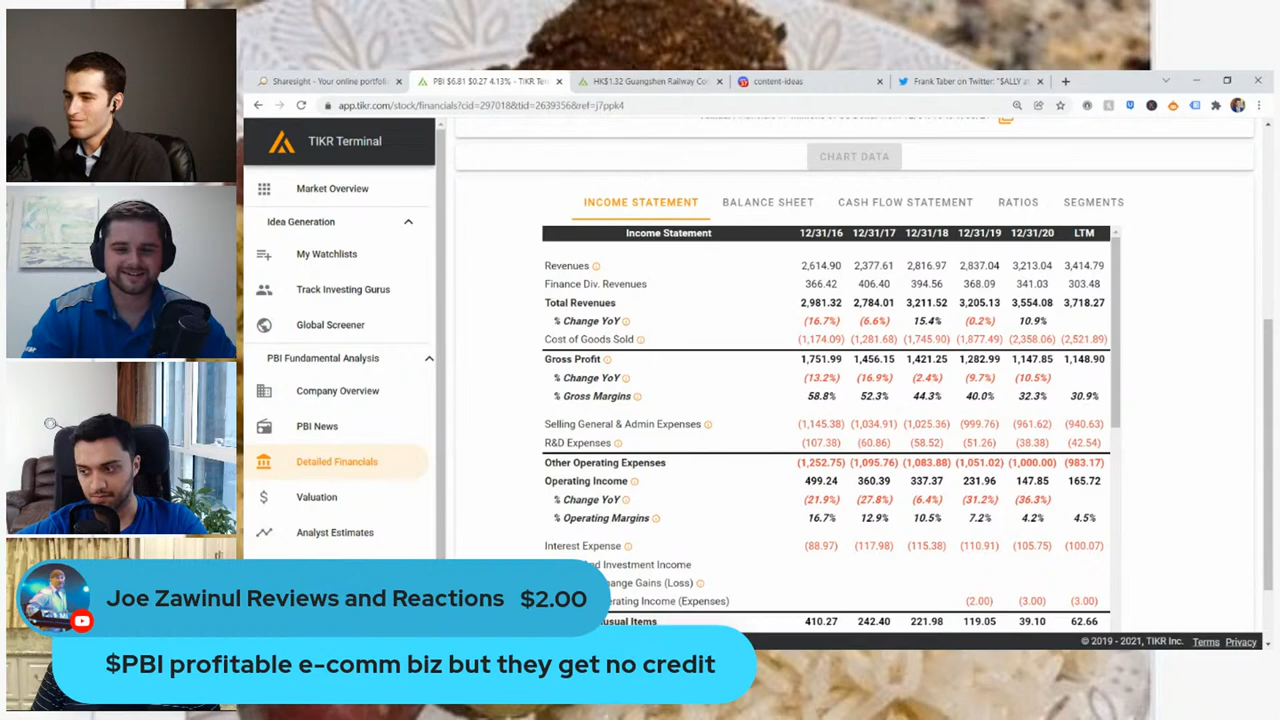 Sharesight - Your online portfoli
PBI $6.81 $0.27 4.13% - TIKR Ter
HK$1.32 Guangshen Railway Co
content-ideas
Frank Taber on Twitter: "$ALLY at
app.tikr.com/stock/financials?cid=297018&tid=2639356&ref=j7ppk4
TIKR Terminal
Market Overview
Idea Generation
My Watchlists
Track Investing Gurus
Global Screener
PBI Fundamental Analysis
Company Overview
PBI News
Detailed Financials
Valuation
Analyst Estimates
CHART DATA
INCOME STATEMENT BALANCE SHEET CASH FLOW STATEMENT RATIOS SEGMENTS
Income Statement 12/31/16 12/31/17 12/31/18 12/31/19 12/31/20 LTM
Revenues 2,614.90 2,377.61 2,816.97 2,837.04 3,213.04 3,414.79
Finance Div. Revenues 366.42 406.40 394.56 368.09 341.03 303.48
Total Revenues 2,981.32 2,784.01 3,211.52 3,205.13 3,554.08 3,718.27
% Change YoY (16.7%) (6.6%) 15.4% (0.2%) 10.9%
Cost of Goods Sold (1,174.09) (1,281.68) (1,745.90) (1,877.49) (2,358.06) (2,521.89)
Gross Profit 1,751.99 1,456.15 1,421.25 1,282.99 1,147.85 1,148.90
% Change YoY (13.2%) (16.9%) (2.4%) (9.7%) (10.5%)
% Gross Margins 58.8% 52.3% 44.3% 40.0% 32.3% 30.9%
Selling General & Admin Expenses (1,145.38) (1,034.91) (1,025.36) (999.76) (961.62) (940.63)
R&D Expenses (107.38) (60.86) (58.52) (51.26) (38.38) (42.54)
Other Operating Expenses (1,252.75) (1,095.76) (1,083.88) (1,051.02) (1,000.00) (983.17)
Operating Income 499.24 360.39 337.37 231.96 147.85 165.72
% Change YoY (21.9%) (27.8%) (6.4%) (31.2%) (36.3%)
% Operating Margins 16.7% 12.9% 10.5% 7.2% 4.2% 4.5%
Interest Expense (88.97) (117.98) (115.38) (110.91) (105.75) (100.07)
And Investment Income
ange Gains (Loss)
erating Income (Expenses) (2.00) (3.00) (3.00)
usual Items 410.27 242.40 221.98 119.05 39.10 62.66
© 2019 - 2021, TIKR Inc. Terms Privacy
Joe Zawinul Reviews and Reactions $2.00
$PBI profitable e-comm biz but they get no credit